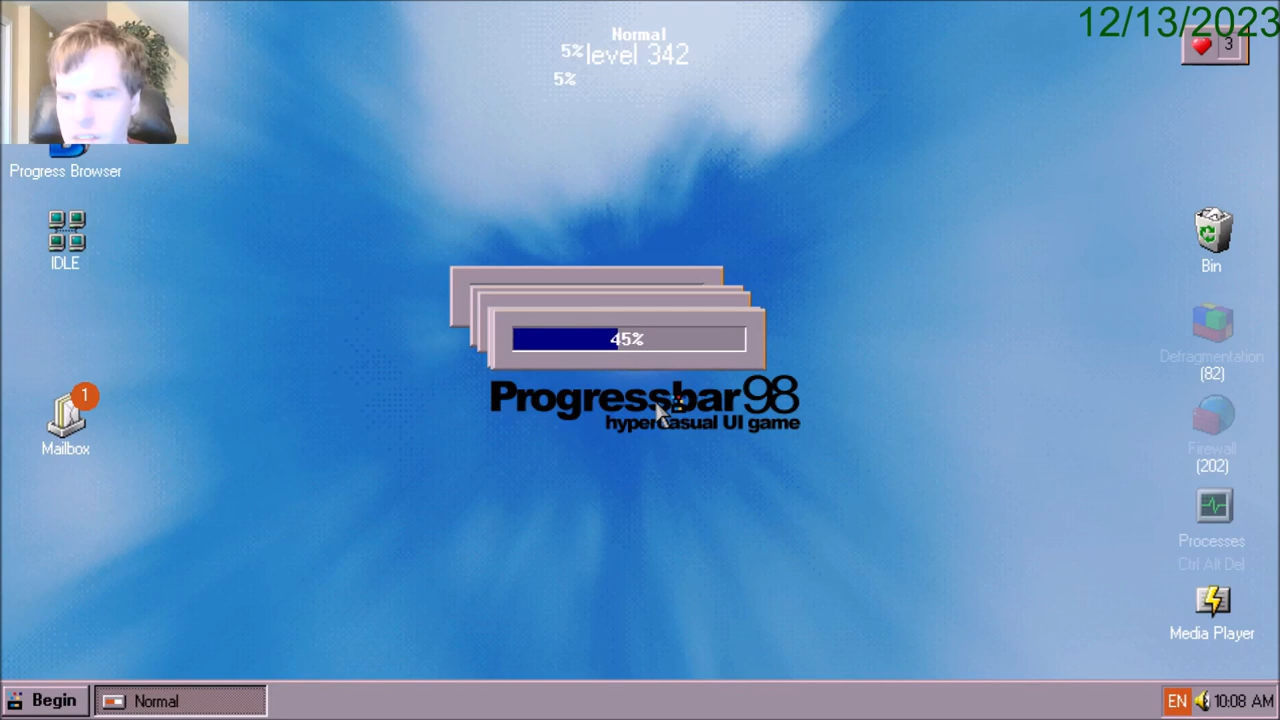 12/13/2023
Normal
5%
level 342
5%
3
Progress Browser
IDLE
Bin
45%
Defragmentation
(82)
Progressbar98
hyperCasual UI game
1
Mailbox
Firewall
(202)
Processes
Ctrl Alt Del
Media Player
Begin
Normal
EN
10:08 AM